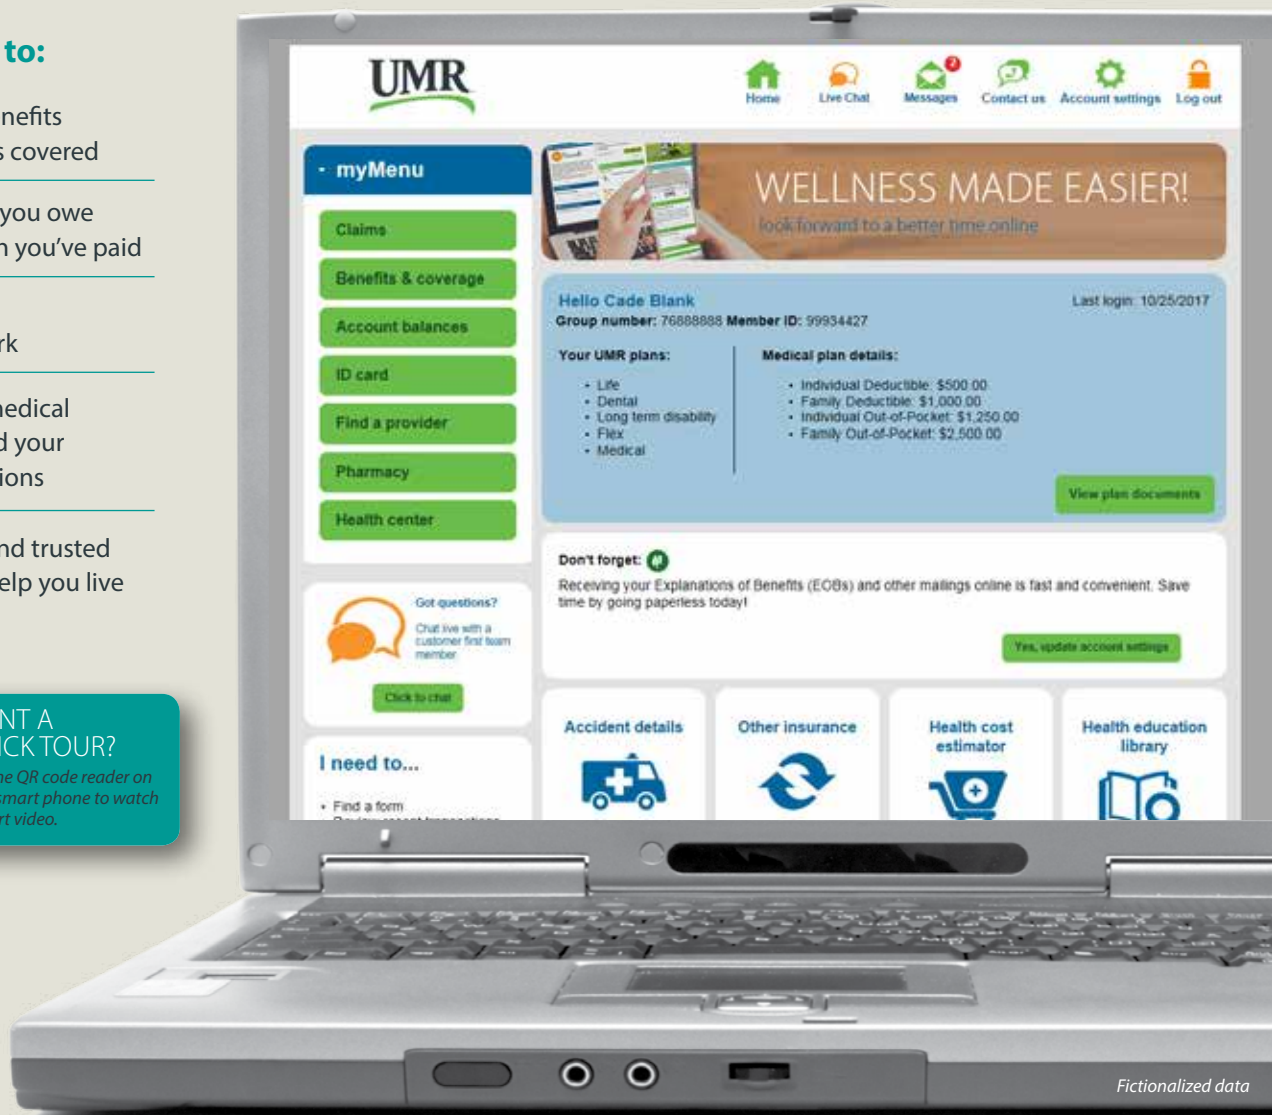 to:
nefits
s covered
you owe
n you've paid
rk
nedical
d your
tions
nd trusted
elp you live
NT A
ICK TOUR?
ne QR code reader on
smart phone to watch
rt video.
UMR
Home
Live Chat
Messages
2
Contact us
Account settings
Log out
myMenu
Claims
Benefits & coverage
Account balances
ID card
Find a provider
Pharmacy
Health center
WELLNESS MADE EASIER!
look forward to a better time online
Hello Cade Blank
Last login: 10/25/2017
Group number: 76888888 Member ID: 99934427
Your UMR plans:
• Life
• Dental
• Long term disability
• Flex
• Medical
Medical plan details:
• Individual Deductible: $500.00
• Family Deductible: $1,000.00
• Individual Out-of-Pocket: $1,250.00
• Family Out-of-Pocket: $2,500.00
View plan documents
Don't forget:
Receiving your Explanations of Benefits (EOBs) and other mailings online is fast and convenient. Save
time by going paperless today!
Yes, update account settings
Got questions?
Chat live with a
customer first team
member
Click to chat
I need to...
• Find a form
• Review recent transactions
Accident details
Other insurance
Health cost
estimator
Health education
library
Fictionalized data